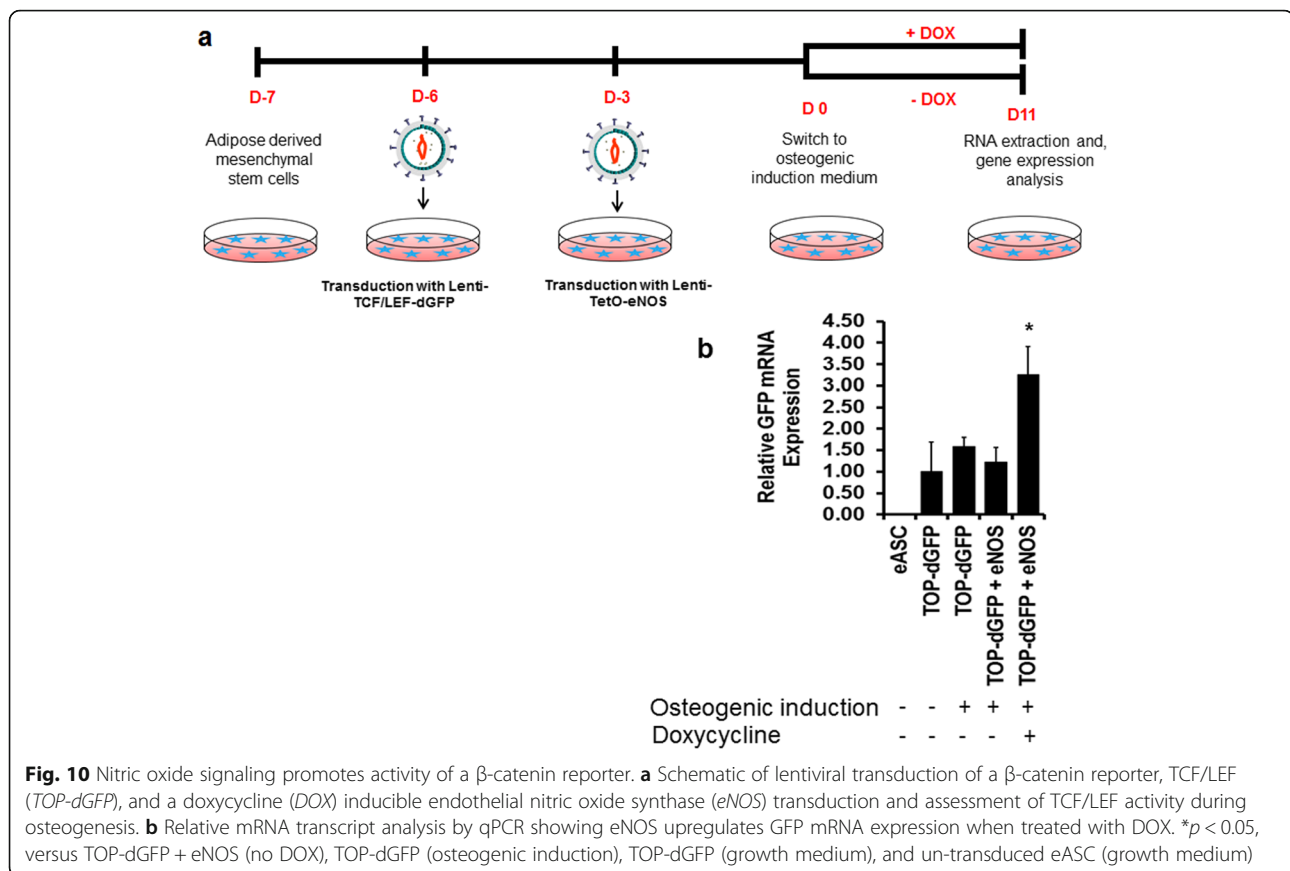 a
+ DOX
D-7
D-6
D-3
D 0
- DOX
D11
Adipose derived
mesenchymal
stem cells
Switch to
osteogenic
induction medium
RNA extraction and,
gene expression
analysis
Transduction with Lenti-
TCF/LEF-dGFP
Transduction with Lenti-
TetO-eNOS
b
Relative GFP mRNA
Expression
4.50
4.00
3.50
3.00
2.50
2.00
1.50
1.00
0.50
0.00
*
eASC
TOP-dGFP
TOP-dGFP
TOP-dGFP + eNOS
TOP-dGFP + eNOS
Osteogenic induction - - + + +
Doxycycline - - - - +
Fig. 10 Nitric oxide signaling promotes activity of a β-catenin reporter. a Schematic of lentiviral transduction of a β-catenin reporter, TCF/LEF
(TOP-dGFP), and a doxycycline (DOX) inducible endothelial nitric oxide synthase (eNOS) transduction and assessment of TCF/LEF activity during
osteogenesis. b Relative mRNA transcript analysis by qPCR showing eNOS upregulates GFP mRNA expression when treated with DOX. *p < 0.05,
versus TOP-dGFP + eNOS (no DOX), TOP-dGFP (osteogenic induction), TOP-dGFP (growth medium), and un-transduced eASC (growth medium)